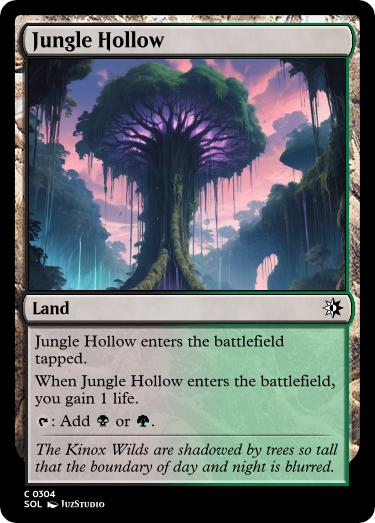 Jungle Hollow
Land
Jungle Hollow enters the battlefield
tapped.
When Jungle Hollow enters the battlefield,
you gain 1 life.
: Add or .
The Kinox Wilds are shadowed by trees so tall
that the boundary of day and night is blurred.
C 0304
SOL JUZSTUDIO